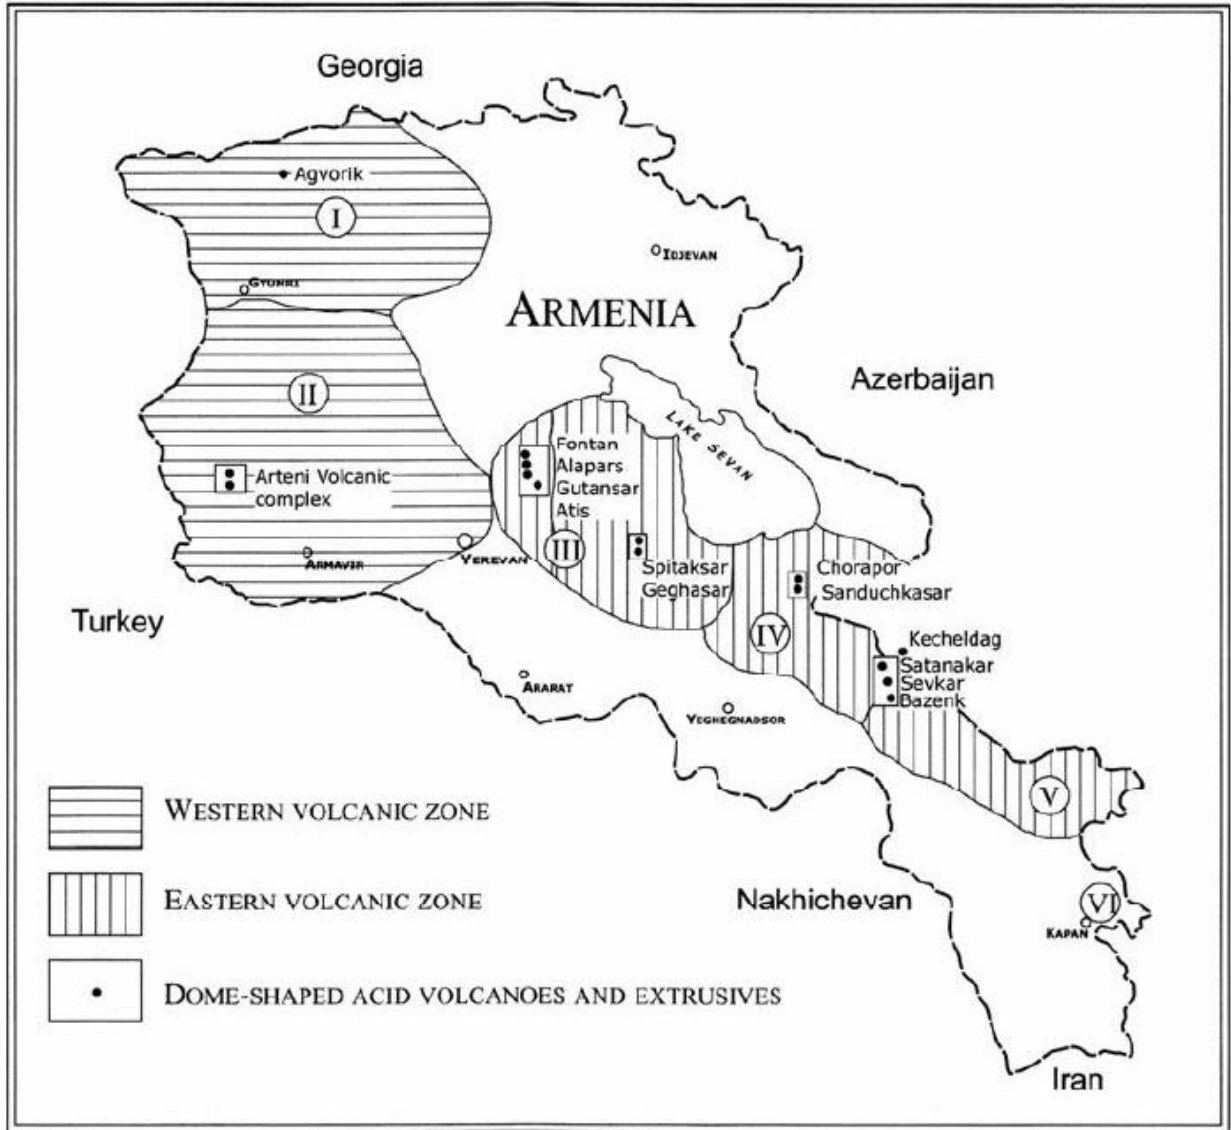 Georgia
Agvorik
I
GYUMRI
IDJEVAN
ARMENIA
Azerbaijan
II
LAKE SEVAN
Fontan
Alapars
Gutansar
Atis
Arteni Volcanic
complex
III
YEREVAN
ARMAVIR
Spitaksar
Geghasar
Chorapor
Sanduchkasar
Turkey
IV
Kecheldag
Satanakar
Sevkar
Bazenk
ARARAT
YEGHEGNADSOR
V
WESTERN VOLCANIC ZONE
EASTERN VOLCANIC ZONE
Nakhichevan
VI
KAPAN
DOME-SHAPED ACID VOLCANOES AND EXTRUSIVES
Iran